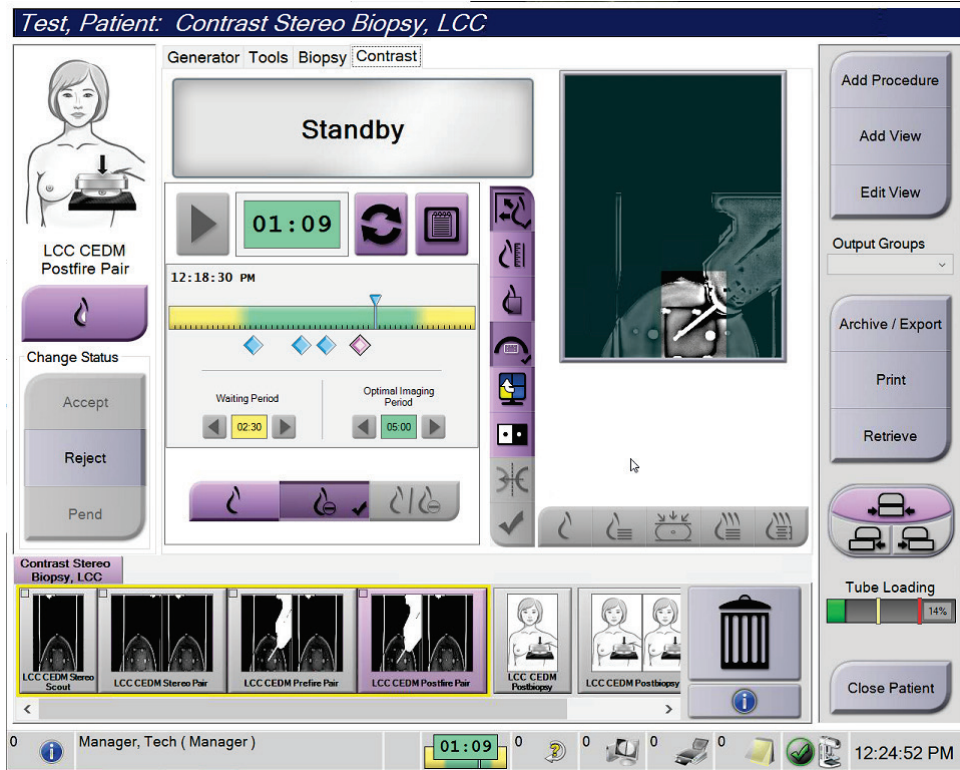 Test, Patient: Contrast Stereo Biopsy, LCC
Generator Tools Biopsy Contrast
Standby
LCC CEDM
Postfire Pair
Change Status
Accept
Reject
Pend
01:09
12:18:30 PM
Waiting Period
02:30
Optimal Imaging
Period
05:00
Add Procedure
Add View
Edit View
Output Groups
Archive / Export
Print
Retrieve
Tube Loading
14%
Close Patient
Contrast Stereo
Biopsy, LCC
LCC CEDM Stereo
Scout
LCC CEDM Stereo Pair
LCC CEDM Prefire Pair
LCC CEDM Postfire Pair
LCC CEDM
Postbiopsy
LCC CEDM Postbiopsy
0
Manager, Tech ( Manager )
01:09
0
0
0
0
12:24:52 PM